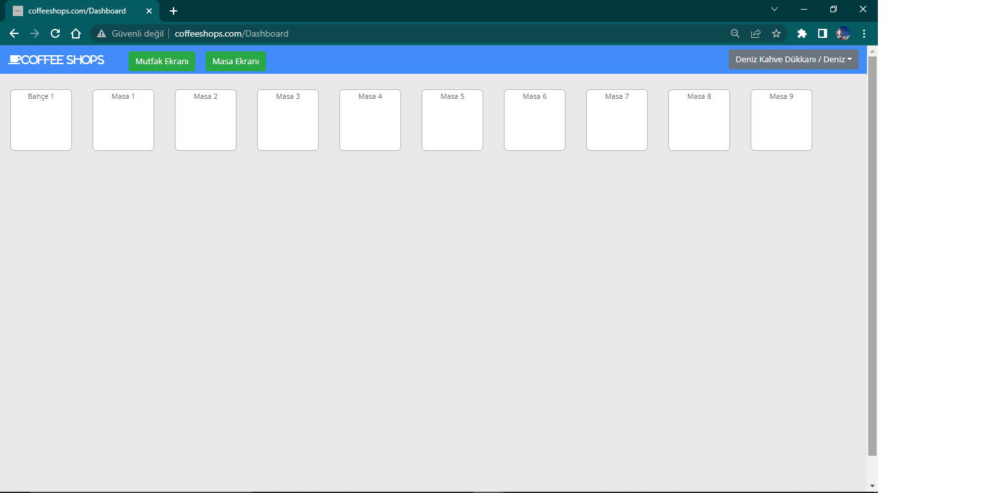 coffeeshops.com/Dashboard
Güvenli değil coffeeshops.com/Dashboard
COFFEE SHOPS Mutfak Ekranı Masa Ekranı Deniz Kahve Dükkanı / Deniz
Bahçe 1 Masa 1 Masa 2 Masa 3 Masa 4 Masa 5 Masa 6 Masa 7 Masa 8 Masa 9